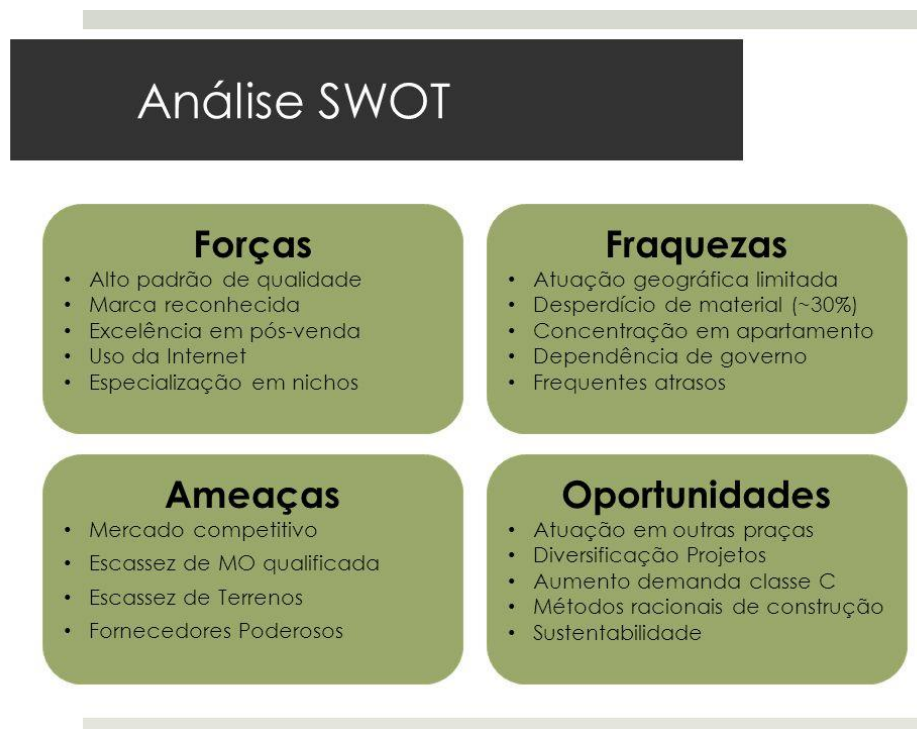 Análise SWOT
Forças
• Alto padrão de qualidade
• Marca reconhecida
• Excelência em pós-venda
• Uso da Internet
• Especialização em nichos
Fraquezas
• Atuação geográfica limitada
• Desperdício de material (~30%)
• Concentração em apartamento
• Dependência de governo
• Frequentes atrasos
Ameaças
• Mercado competitivo
• Escassez de MO qualificada
• Escassez de Terrenos
• Fornecedores Poderosos
Oportunidades
• Atuação em outras praças
• Diversificação Projetos
• Aumento demanda classe C
• Métodos racionais de construção
• Sustentabilidade